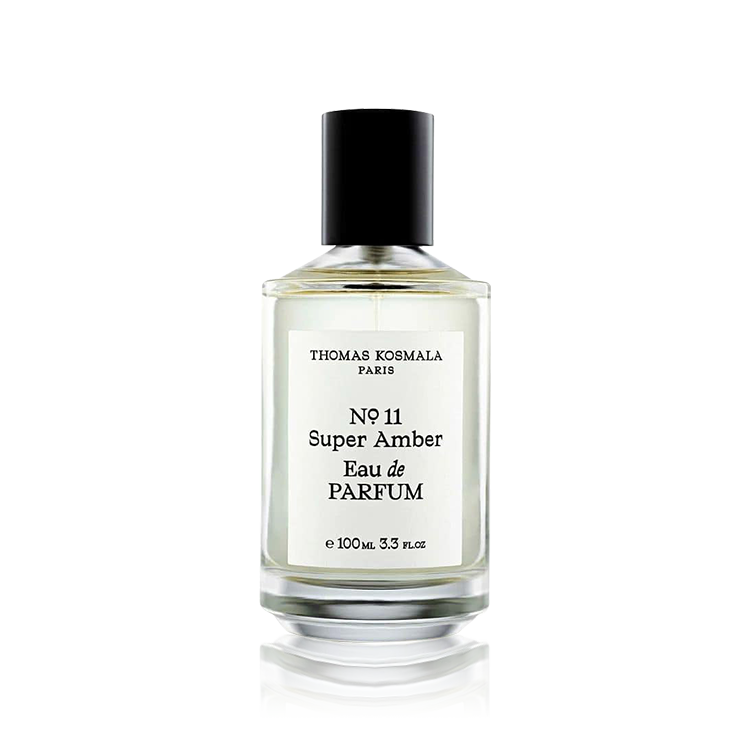 THOMAS KOSMALA
PARIS
Nº 11
Super Amber
Eau de
PARFUM
e 100ML 3.3 FL.OZ